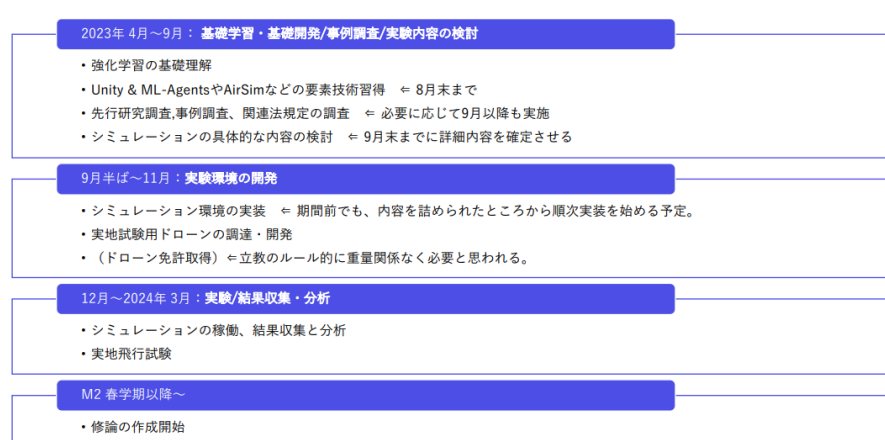 2023年 4月～9月： 基礎学習・基礎開発/事例調査/実験内容の検討
• 強化学習の基礎理解
• Unity & ML-AgentsやAirSimなどの要素技術習得　⇐ 8月末まで
• 先行研究調査,事例調査、関連法規定の調査　⇐ 必要に応じて9月以降も実施
• シミュレーションの具体的な内容の検討　⇐ 9月末までに詳細内容を確定させる
9月半ば～11月：実験環境の開発
• シミュレーション環境の実装　⇐ 期間前でも、内容を詰められたところから順次実装を始める予定。
• 実地試験用ドローンの調達・開発
• （ドローン免許取得）⇐立教のルール的に重量関係なく必要と思われる。
12月～2024年 3月：実験/結果収集・分析
• シミュレーションの稼働、結果収集と分析
• 実地飛行試験
M2 春学期以降～
• 修論の作成開始